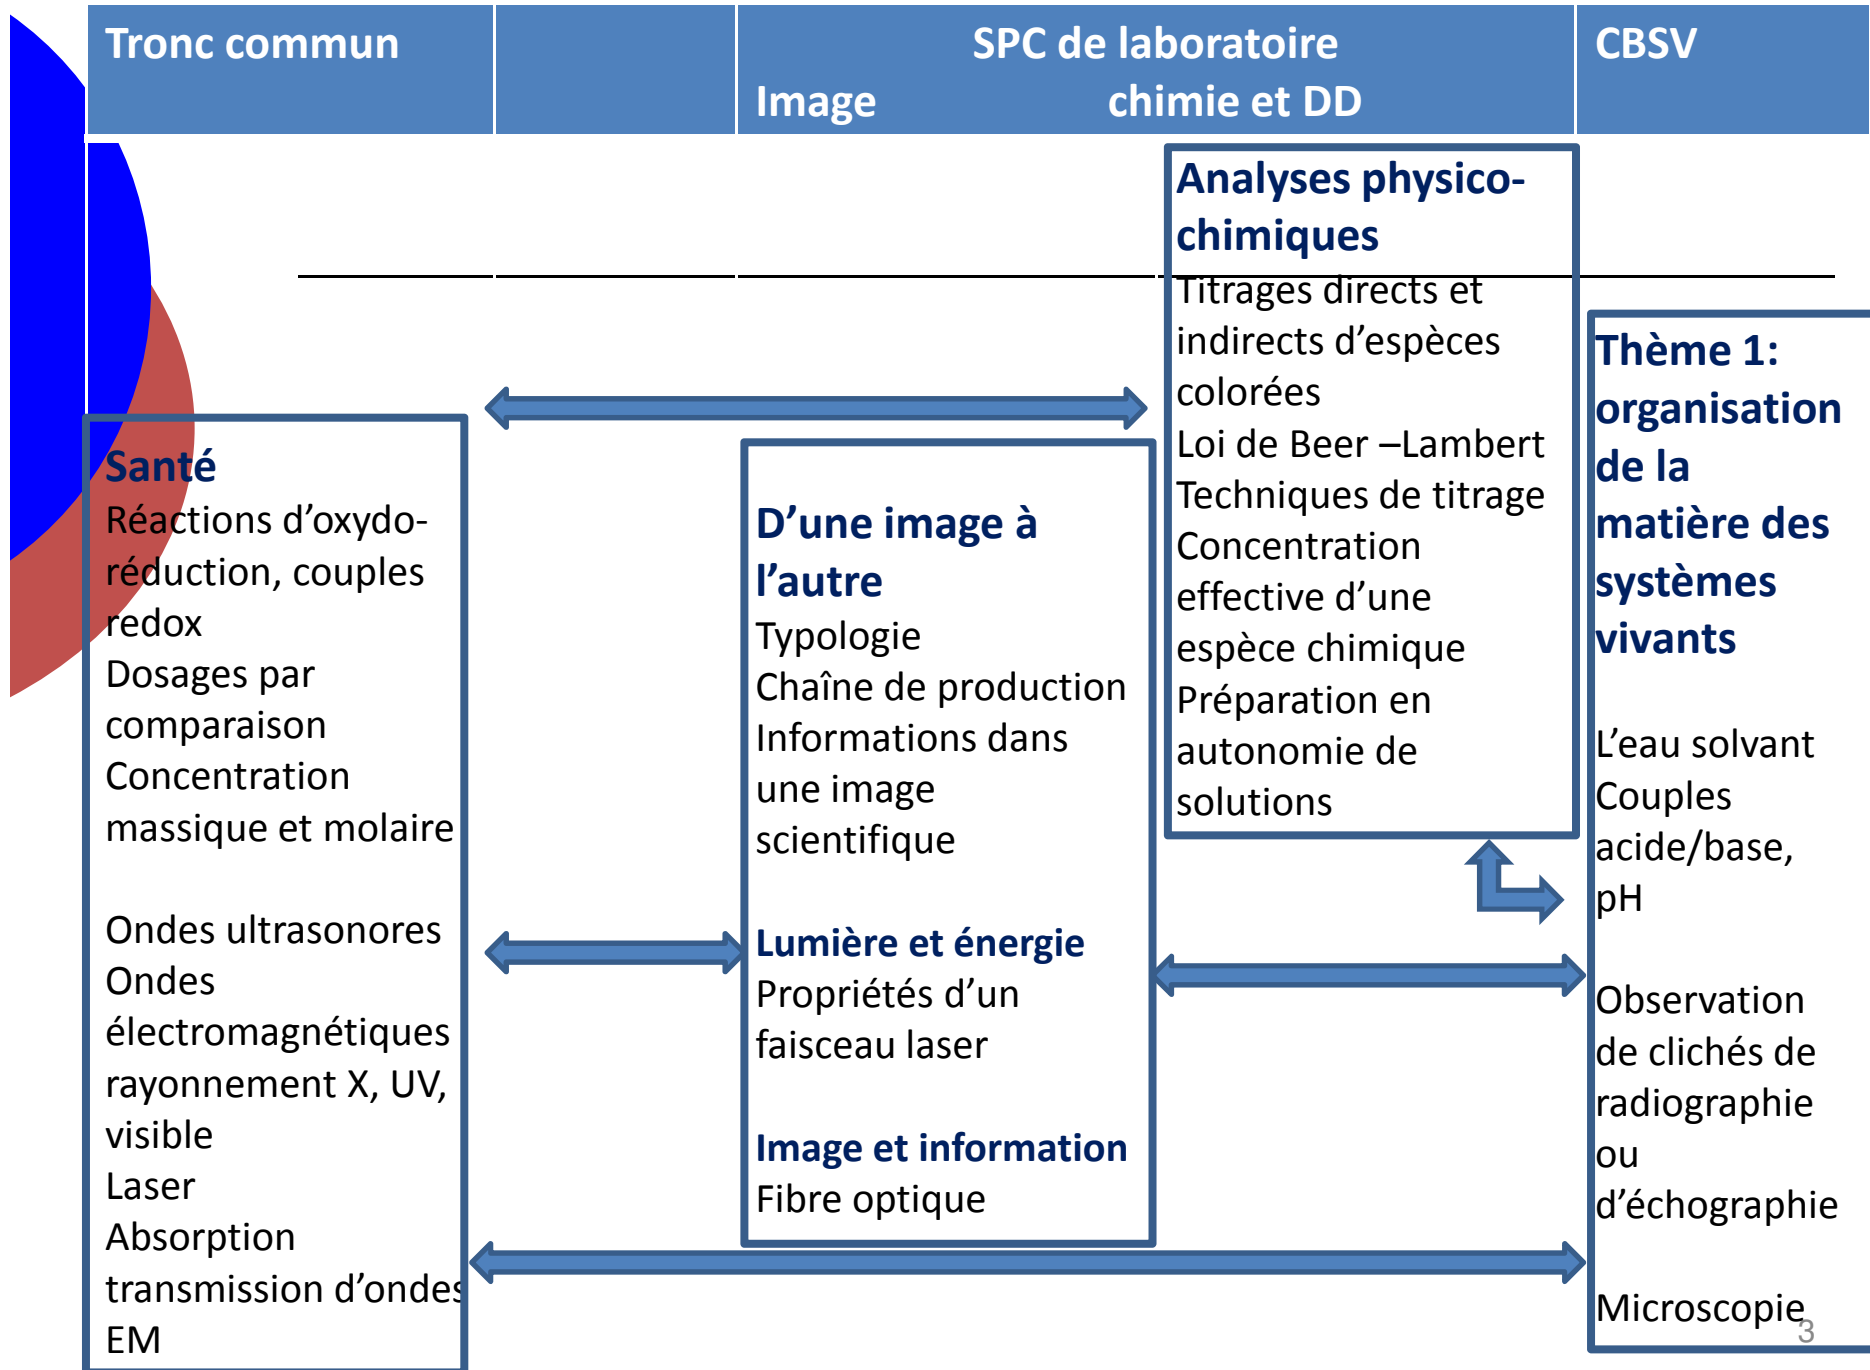 Tronc commun
SPC de laboratoire
Image chimie et DD
CBSV
Santé
Réactions d’oxydo-
réduction, couples
redox
Dosages par
comparaison
Concentration
massique et molaire
Ondes ultrasonores
Ondes
électromagnétiques
rayonnement X, UV,
visible
Laser
Absorption
transmission d’ondes
EM
D’une image à
l’autre
Typologie
Chaîne de production
Informations dans
une image
scientifique
Lumière et énergie
Propriétés d’un
faisceau laser
Image et information
Fibre optique
Analyses physico-
chimiques
Titrages directs et
indirects d’espèces
colorées
Loi de Beer –Lambert
Techniques de titrage
Concentration
effective d’une
espèce chimique
Préparation en
autonomie de
solutions
Thème 1:
organisation
de la
matière des
systèmes
vivants
L’eau solvant
Couples
acide/base,
pH
Observation
de clichés de
radiographie
ou
d’échographie
Microscopie
3